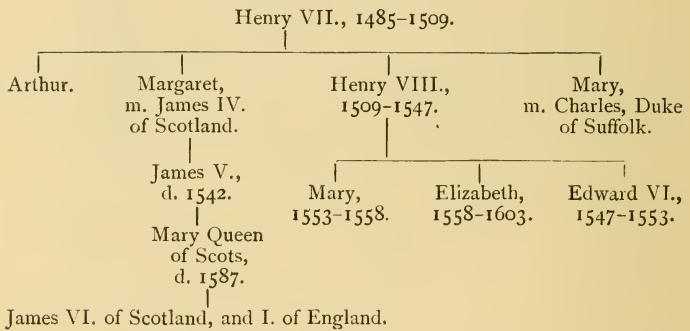 Henry VII., 1485–1509.
Arthur.
Margaret,
m. James IV.
of Scotland.
Henry VIII.,
1509–1547.
Mary,
m. Charles, Duke
of Suffolk.
James V.,
d. 1542.
Mary Queen
of Scots,
d. 1587.
Mary,
1553–1558.
Elizabeth,
1558–1603.
Edward VI.,
1547–1553.
James VI. of Scotland, and I. of England.